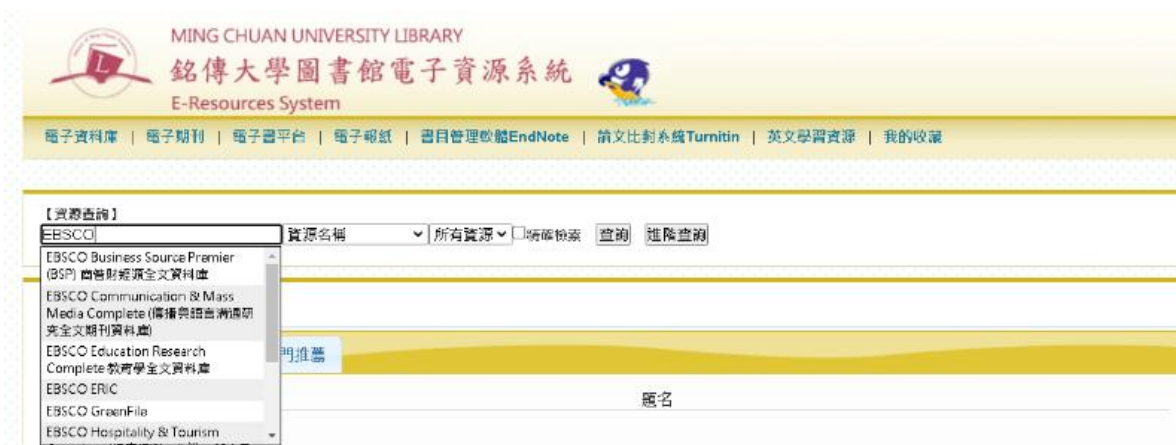 MING CHUAN UNIVERSITY LIBRARY
銘傳大學圖書館電子資源系統
E-Resources System
電子資料庫 | 電子期刊 | 電子書平台 | 電子報紙 | 書目管理軟體EndNote | 論文比對系統Turnitin | 英文學習資源 | 我的收藏
【資源查詢】
EBSCO 資源名稱 所有資源 精確檢索 查詢 進階查詢
EBSCO Business Source Premier
(BSP) 商管財經類全文資料庫
EBSCO Communication & Mass
Media Complete (傳播與語言溝通研
究全文期刊資料庫)
EBSCO Education Research
Complete 教育學全文資料庫
門推薦
EBSCO ERIC
題名
EBSCO GreenFile
EBSCO Hospitality & Tourism